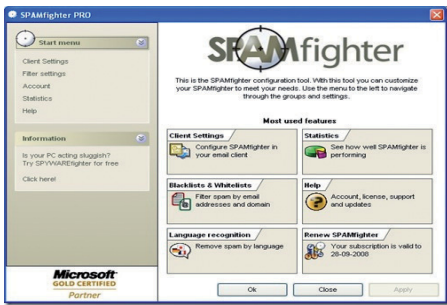 SPAMfighter PRO
Start menu
Client Settings
Filter settings
Account
Statistics
Help
Information
Is your PC acting sluggish?
Try SPYWAREfighter for free
Click here!
Microsoft
GOLD CERTIFIED
Partner
SPAMfighter
This is the SPAMfighter configuration tool. With this tool you can customize
your SPAMfighter to meet your needs. Use the menu to the left to navigate
through the groups and settings.
Most used features
Client Settings
Configure SPAMfighter in
your email client
Statistics
See how well SPAMfighter is
performing
Blacklists & Whitelists
Filter spam by email
addresses and domain
Help
Account, license, support
and updates
Language recognition
Remove spam by language
Renew SPAMfighter
Your subscription is valid to
28-09-2008
Ok
Close
Apply